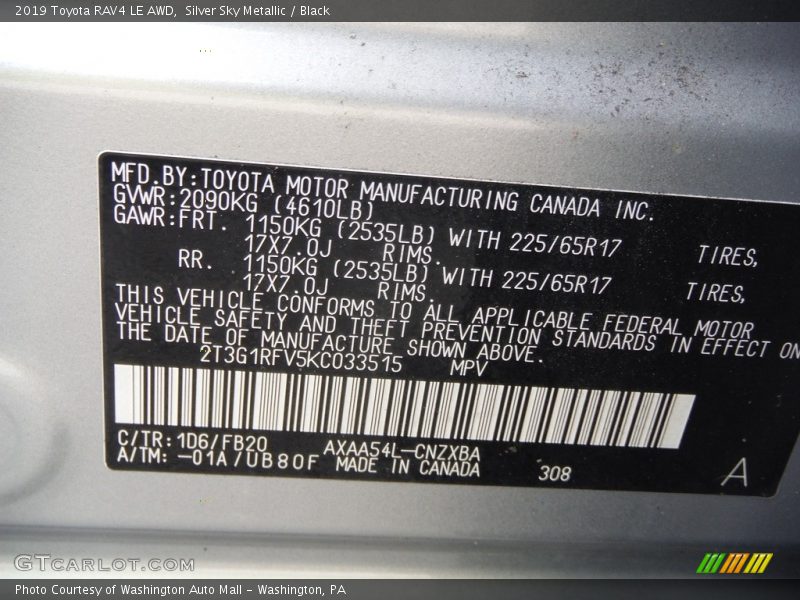 2019 Toyota RAV4 LE AWD, Silver Sky Metallic / Black
MFD.BY:TOYOTA MOTOR MANUFACTURING CANADA INC.
GVWR:2090KG (4610LB)
GAWR:FRT. 1150KG (2535LB) WITH 225/65R17 TIRES,
17X7.0J RIMS.
RR. 1150KG (2535LB) WITH 225/65R17 TIRES,
17X7.0J RIMS.
THIS VEHICLE CONFORMS TO ALL APPLICABLE FEDERAL MOTOR
VEHICLE SAFETY AND THEFT PREVENTION STANDARDS IN EFFECT ON
THE DATE OF MANUFACTURE SHOWN ABOVE.
2T3G1RFV5KC033515 MPV
C/TR:1D6/FB20 AXAA54L-CNZXBA
A/TM:-01A/UB80F MADE IN CANADA 308 A
GTCARLOT.COM
Photo Courtesy of Washington Auto Mall - Washington, PA